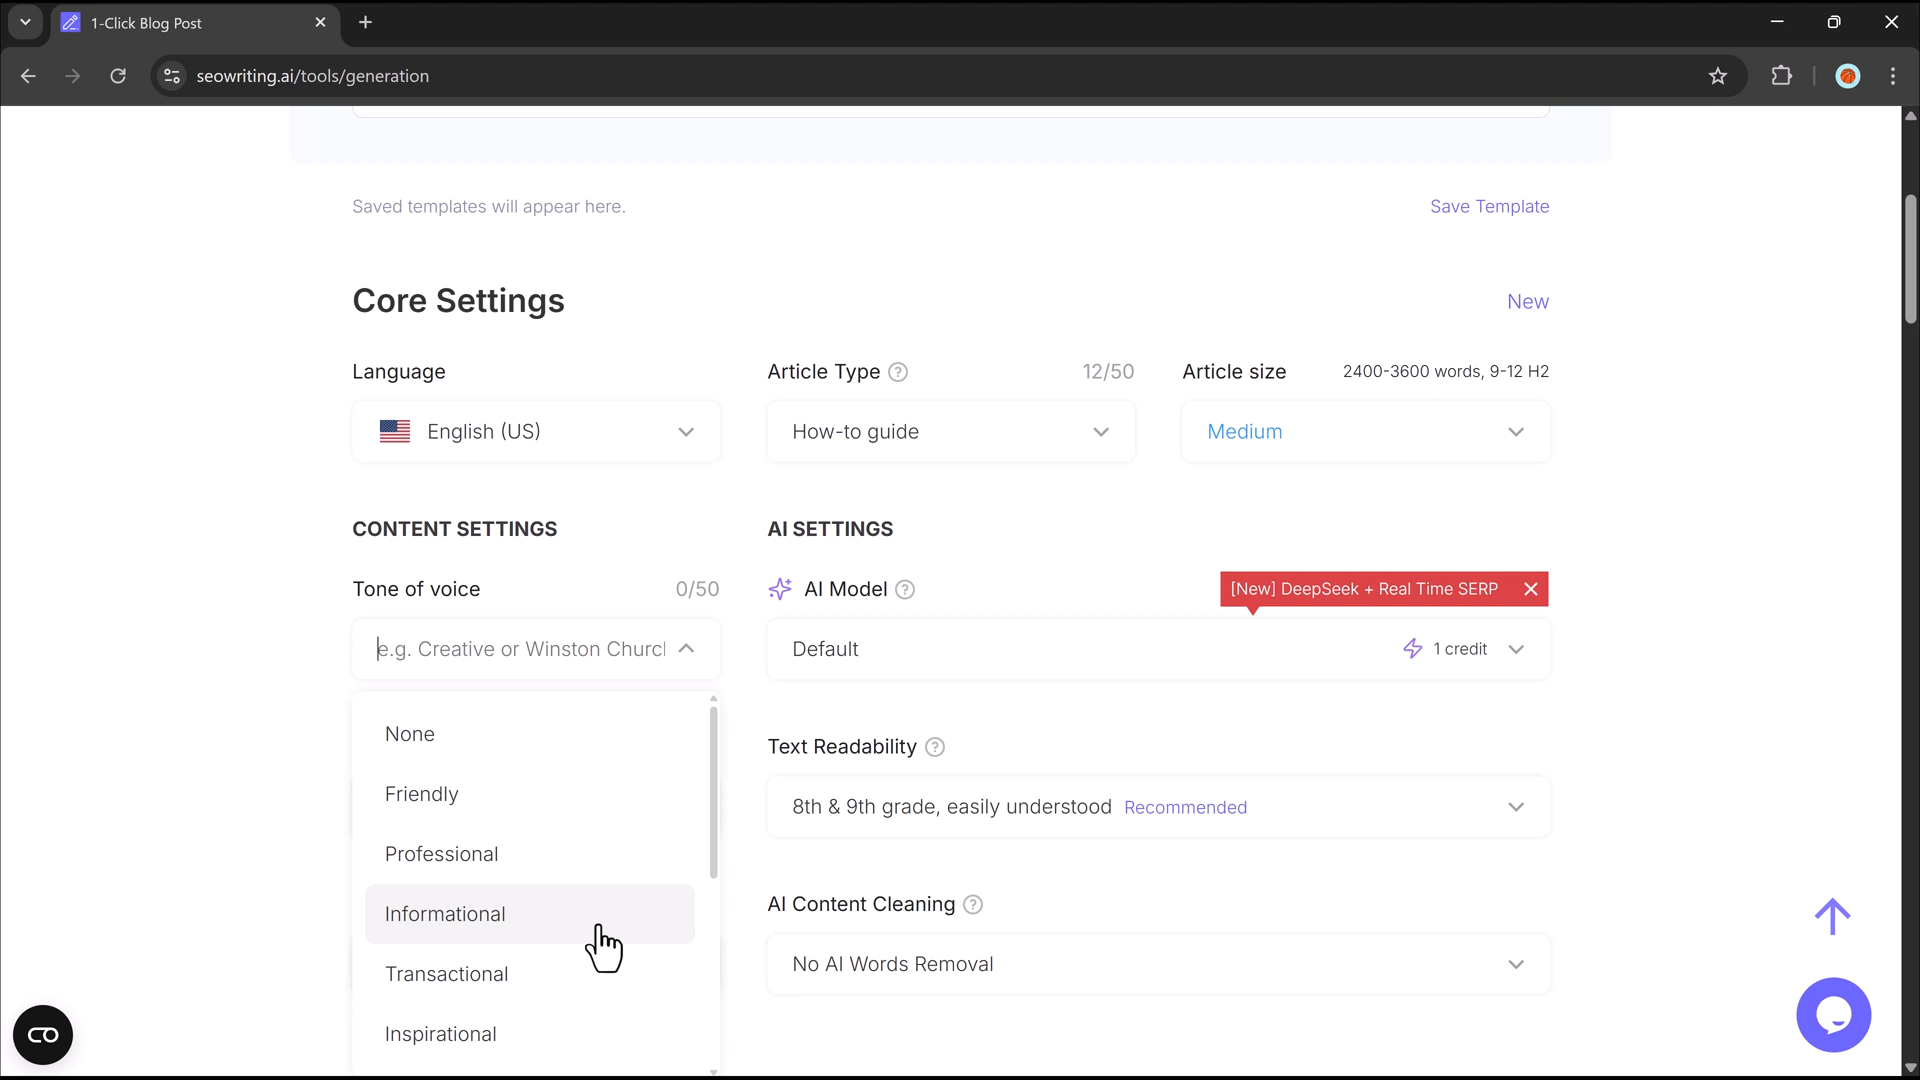 1-Click Blog Post
seowriting.ai/tools/generation
Saved templates will appear here.
Save Template
Core Settings
New
Language
Article Type
12/50
Article size
2400-3600 words, 9-12 H2
English (US)
How-to guide
Medium
CONTENT SETTINGS
AI SETTINGS
Tone of voice
0/50
AI Model
[New] DeepSeek + Real Time SERP
e.g. Creative or Winston Churcl
Default
1 credit
None
Friendly
Professional
Informational
Transactional
Inspirational
Text Readability
8th & 9th grade, easily understood Recommended
AI Content Cleaning
No AI Words Removal